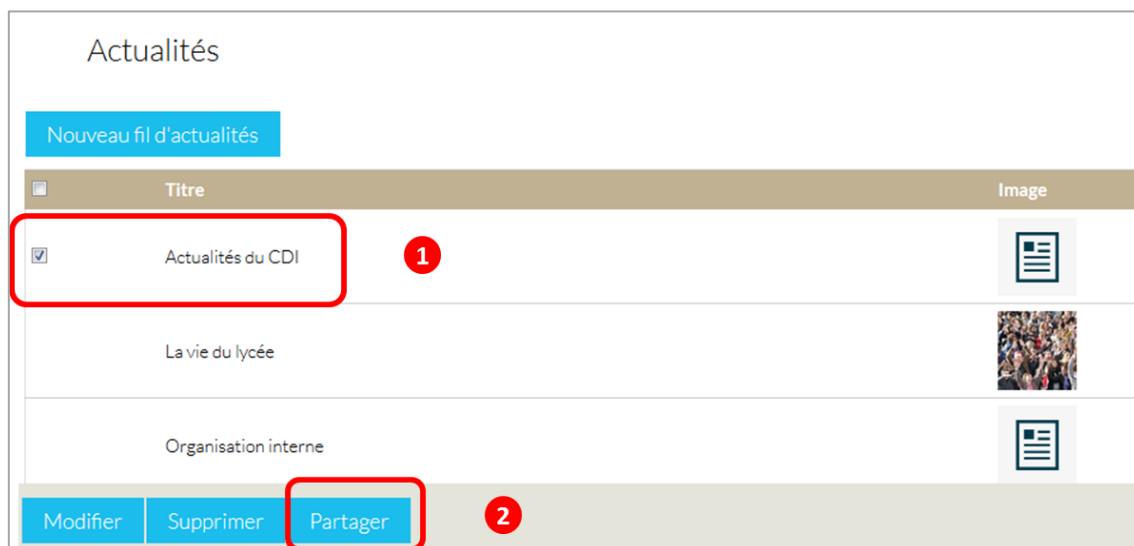 Actualités
Nouveau fil d'actualités
Titre Image
Actualités du CDI 1
La vie du lycée
Organisation interne
Modifier Supprimer Partager 2